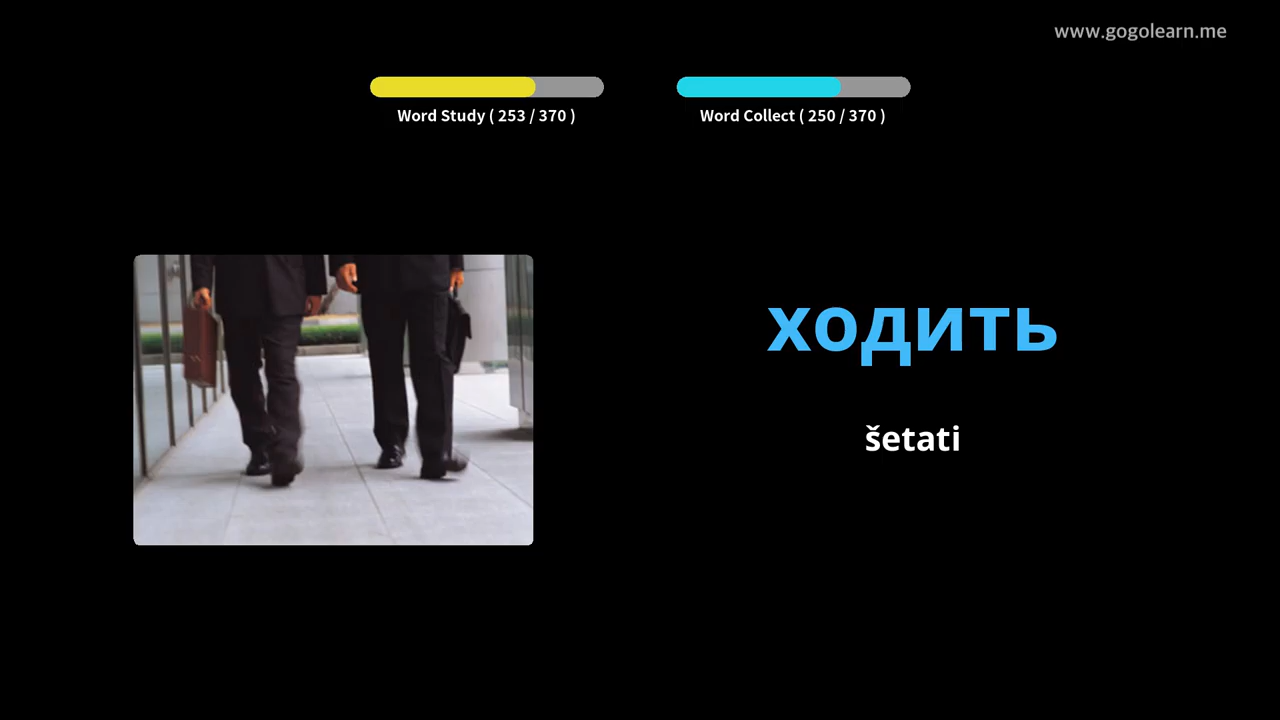 www.gogolearn.me
Word Study ( 253 / 370 )
Word Collect ( 250 / 370 )
ходить
šetati